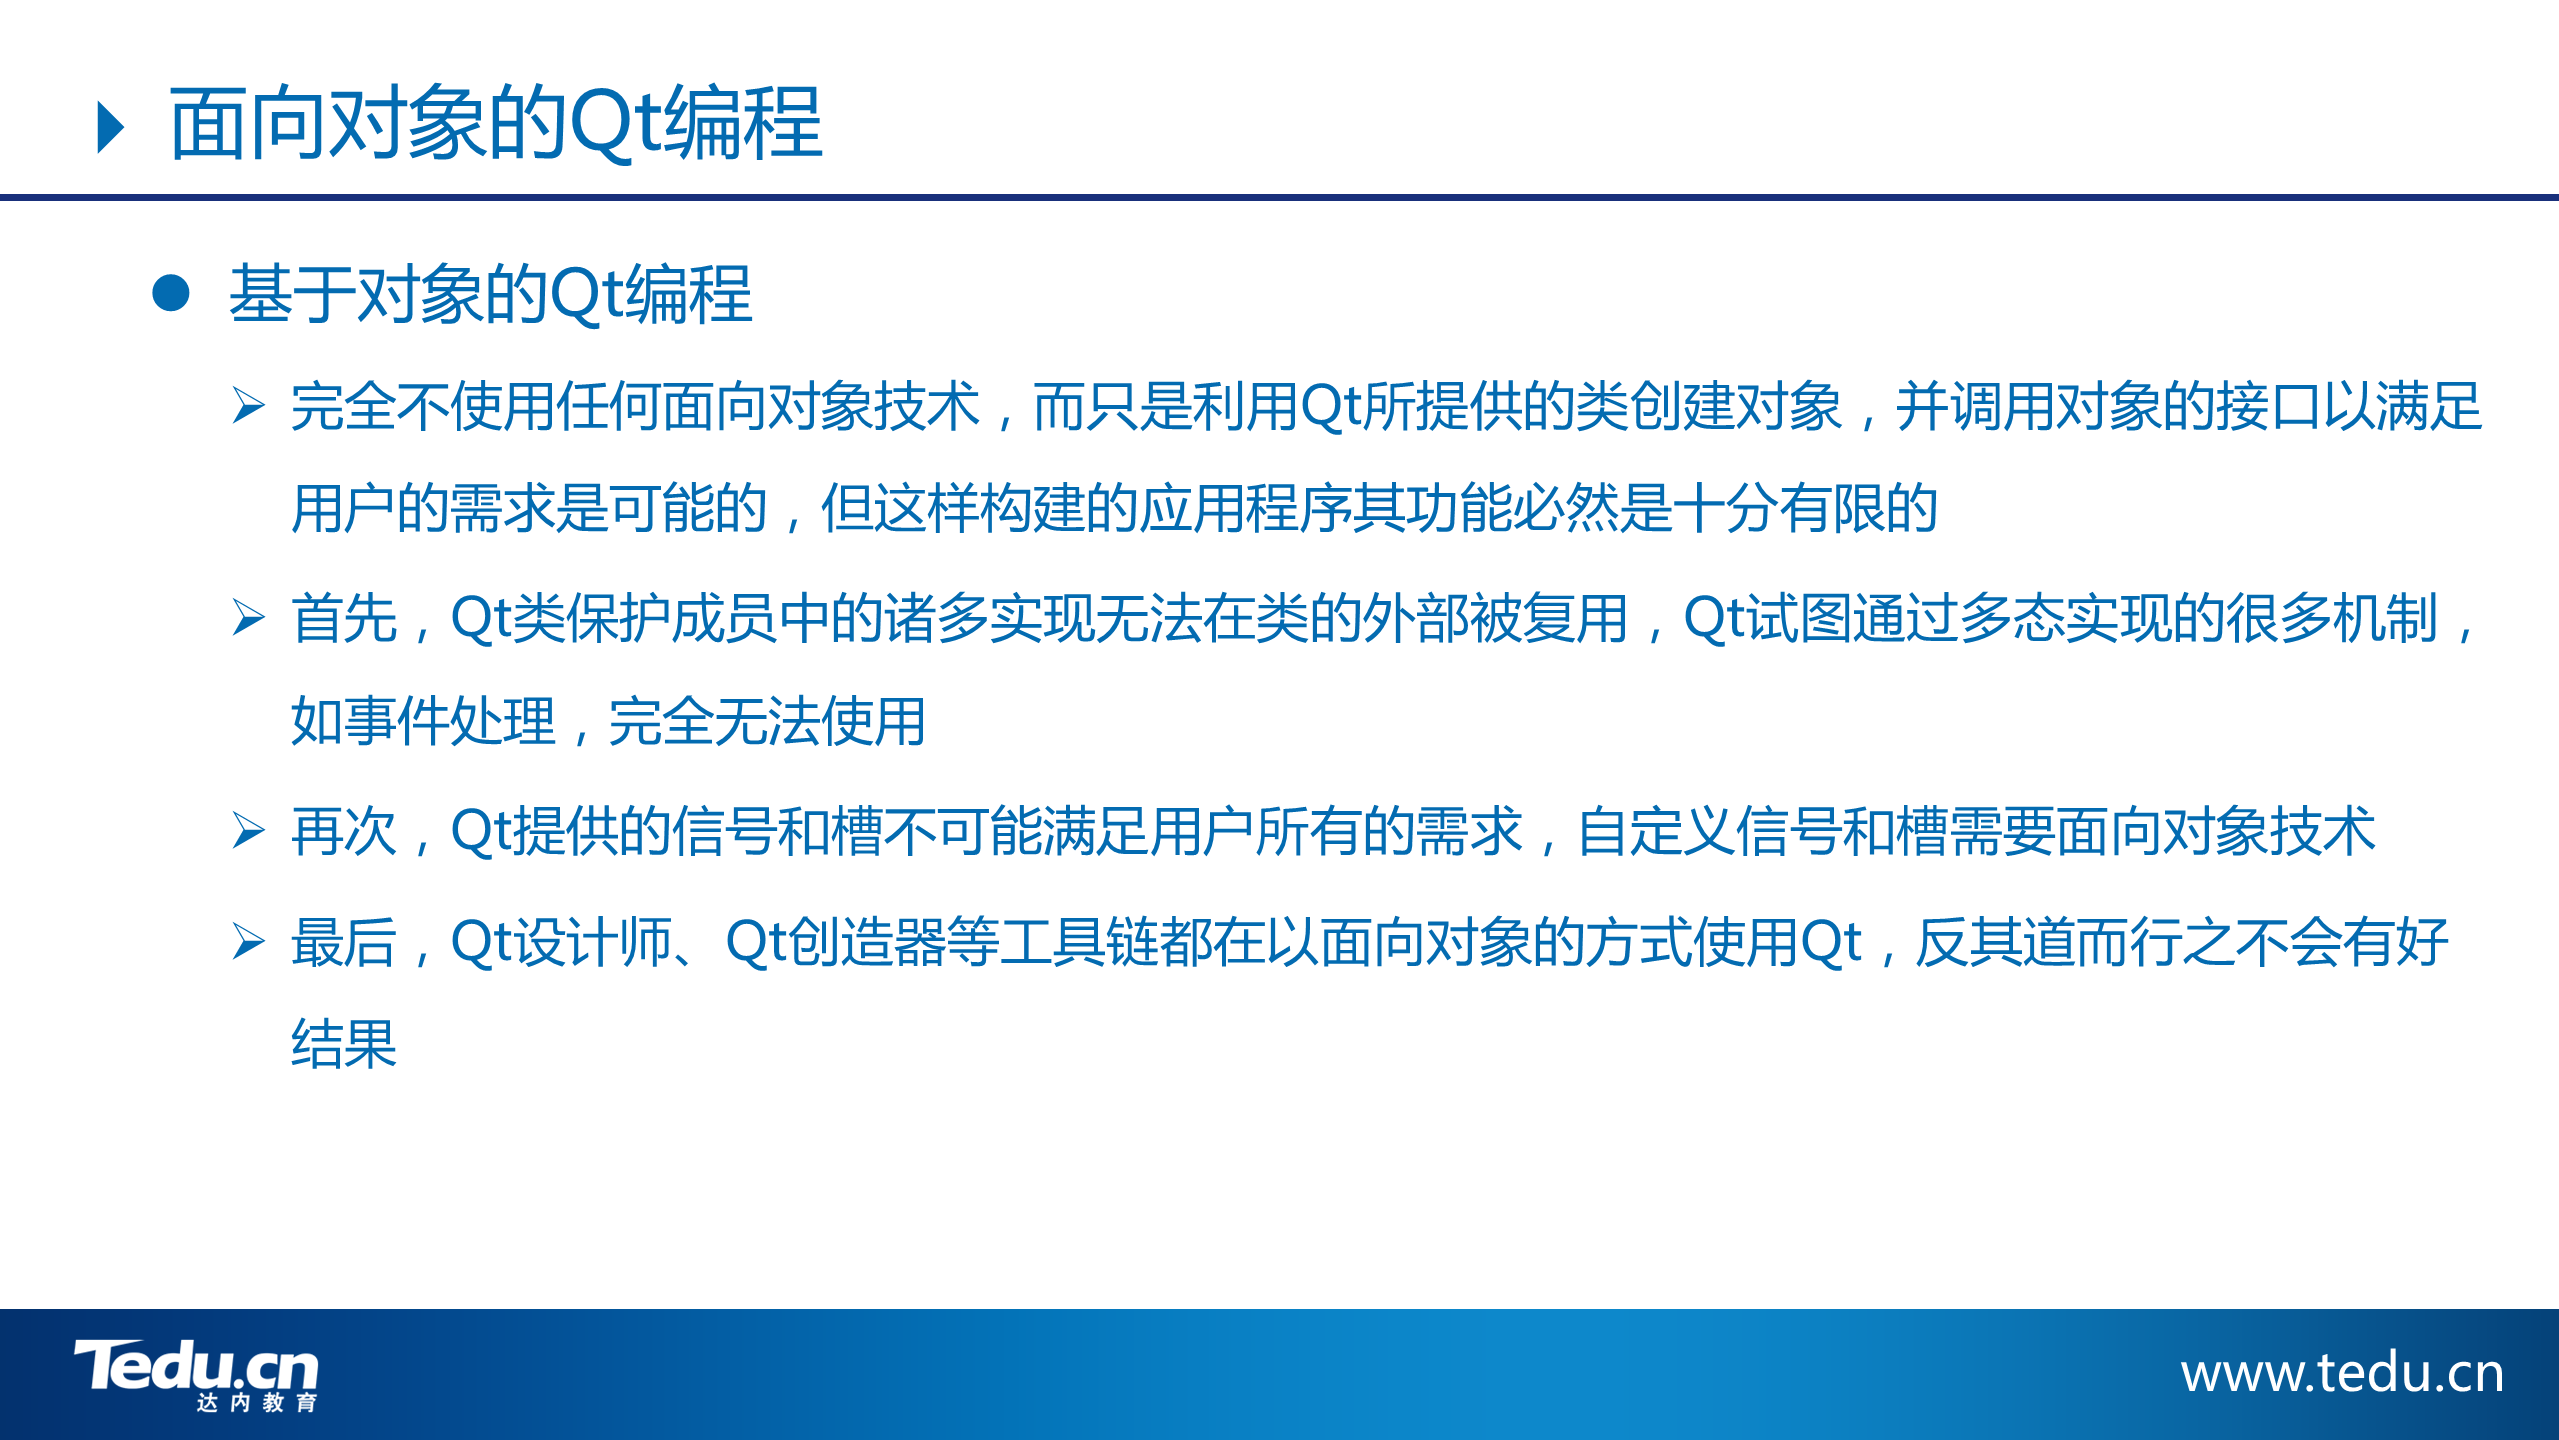 面向对象的Qt编程
基于对象的Qt编程
完全不使用任何面向对象技术，而只是利用Qt所提供的类创建对象，并调用对象的接口以满足
用户的需求是可能的，但这样构建的应用程序其功能必然是十分有限的
首先，Qt类保护成员中的诸多实现无法在类的外部被复用，Qt试图通过多态实现的很多机制，
如事件处理，完全无法使用
再次，Qt提供的信号和槽不可能满足用户所有的需求，自定义信号和槽需要面向对象技术
最后，Qt设计师、Qt创造器等工具链都在以面向对象的方式使用Qt，反其道而行之不会有好
结果
Tedu.cn
达内教育
www.tedu.cn